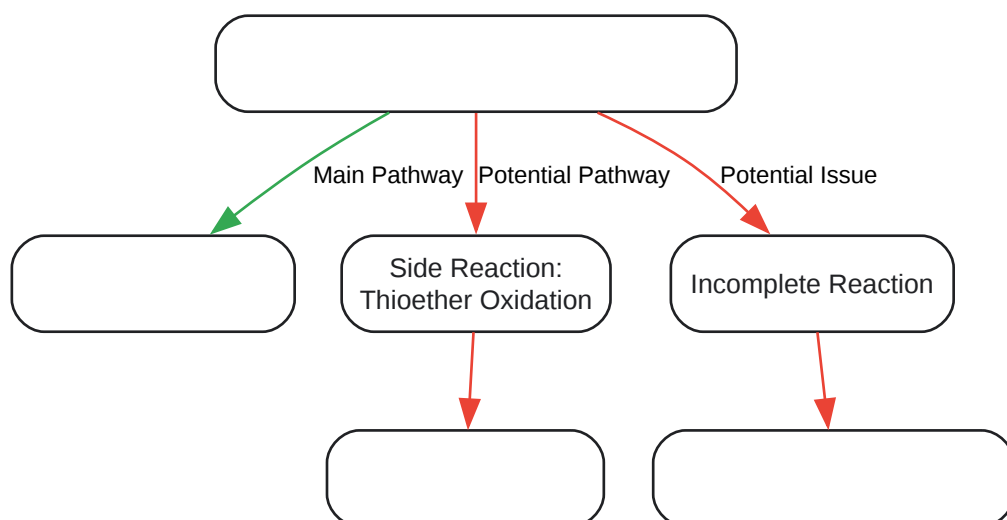 Main Pathway
Potential Pathway
Potential Issue
Side Reaction:
Thioether Oxidation
Incomplete Reaction